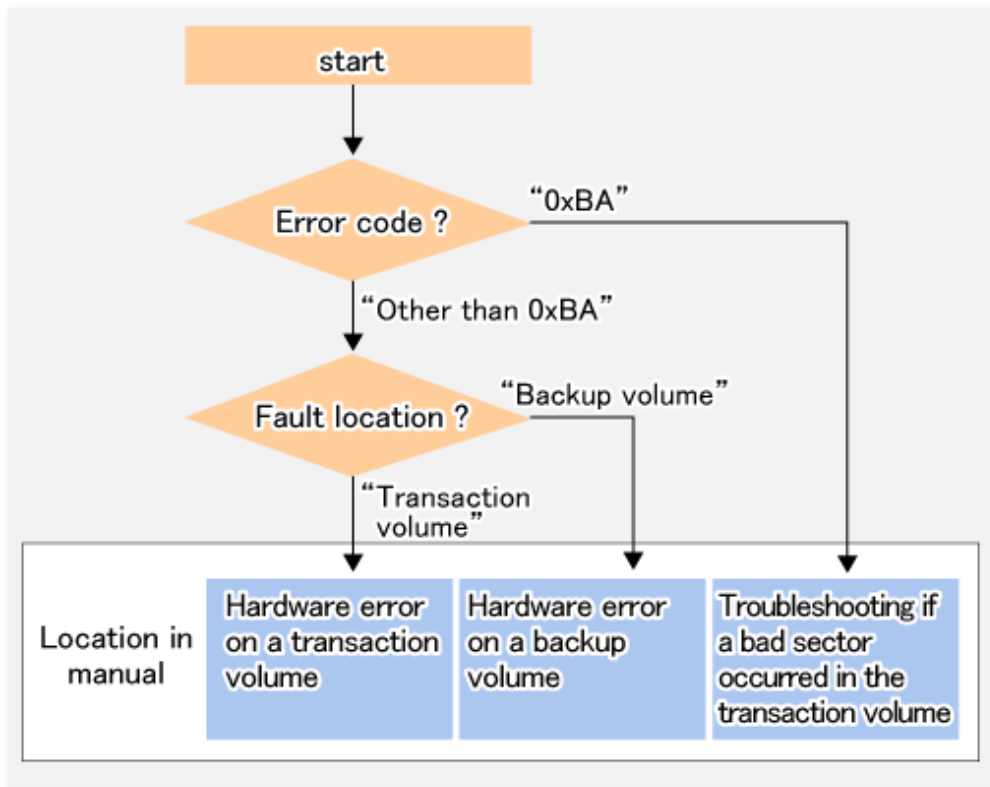 start
Error code ?
“0xBA”
“Other than 0xBA”
Fault location ?
“Backup volume”
“Transaction
volume”
Location in
manual
Hardware error
on a transaction
volume
Hardware error
on a backup
volume
Troubleshooting if
a bad sector
occurred in the
transaction volume